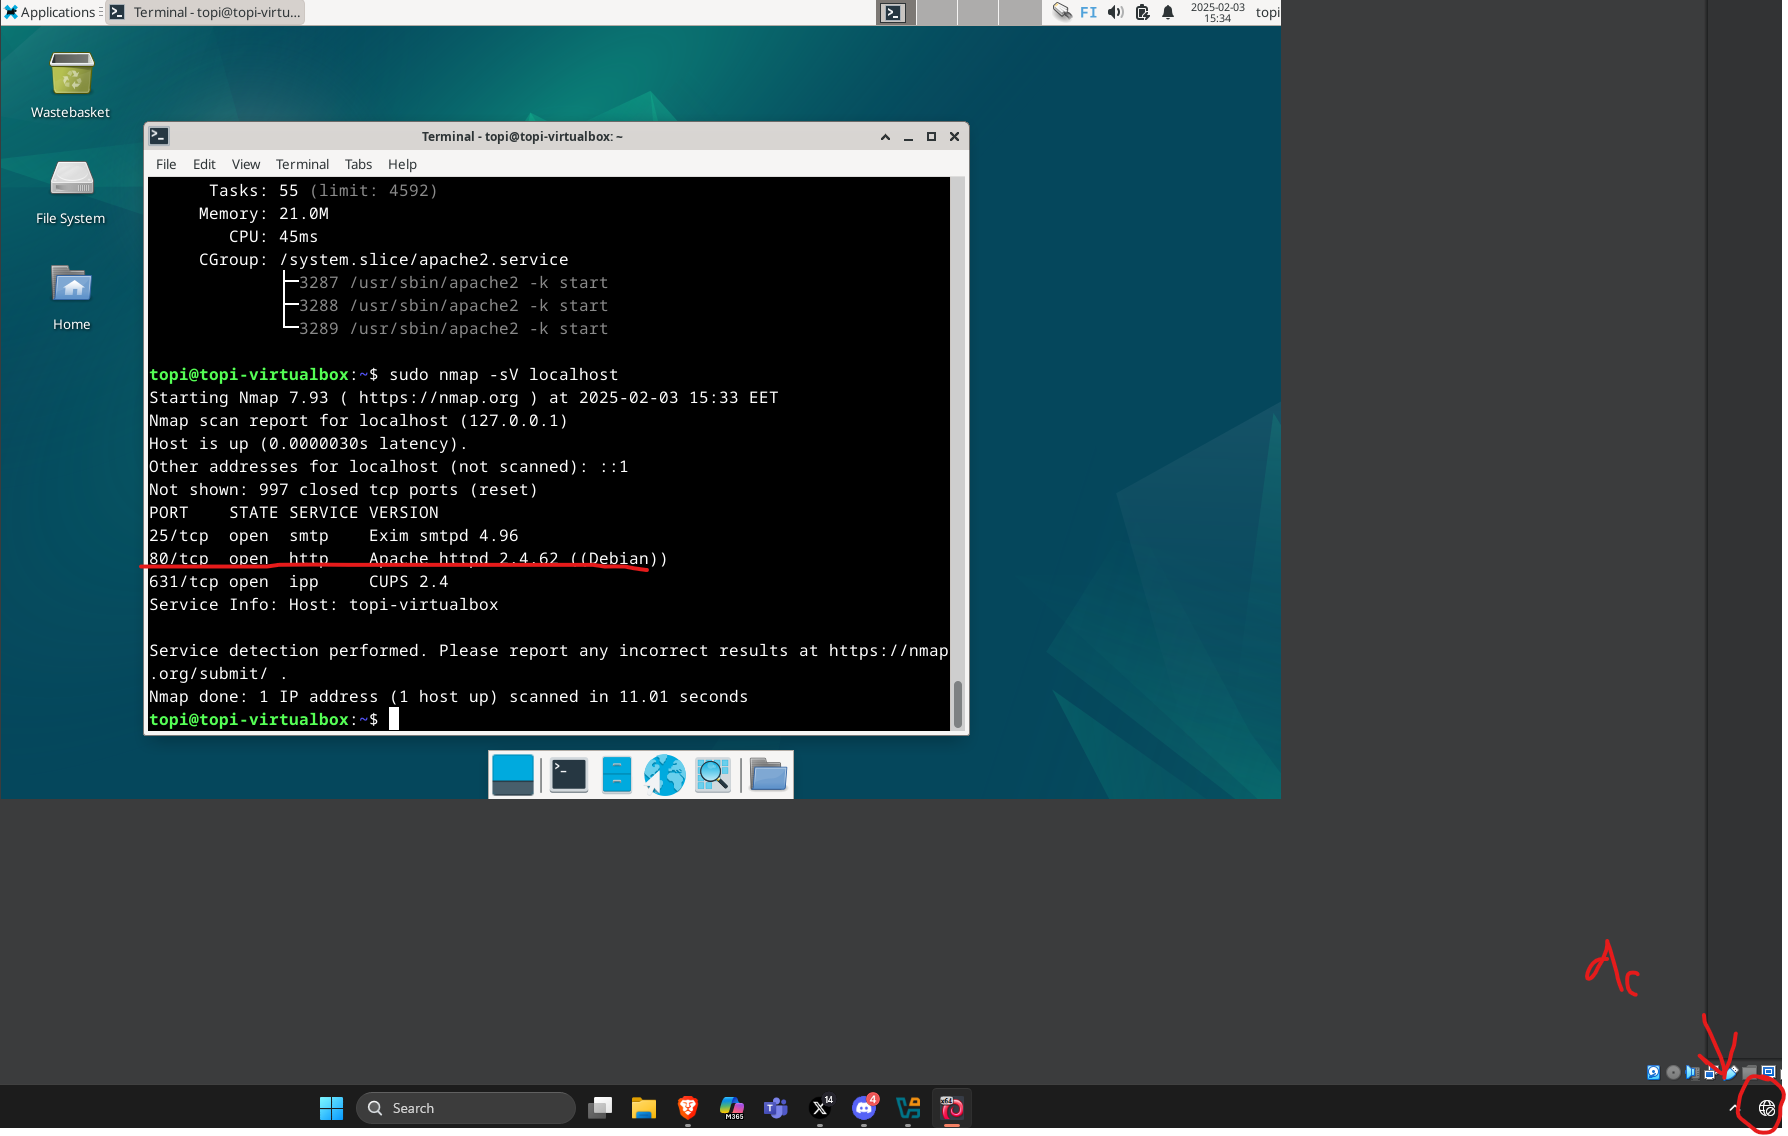 Applications
Terminal - topi@topi-virtu...
FI
2025-02-03
15:34
topi
Wastebasket
File System
Home
Terminal - topi@topi-virtualbox: ~
File Edit View Terminal Tabs Help
Tasks: 55 (limit: 4592)
Memory: 21.0M
CPU: 45ms
CGroup: /system.slice/apache2.service
├─3287 /usr/sbin/apache2 -k start
├─3288 /usr/sbin/apache2 -k start
└─3289 /usr/sbin/apache2 -k start
topi@topi-virtualbox:~$ sudo nmap -sV localhost
Starting Nmap 7.93 ( https://nmap.org ) at 2025-02-03 15:33 EET
Nmap scan report for localhost (127.0.0.1)
Host is up (0.0000030s latency).
Other addresses for localhost (not scanned): ::1
Not shown: 997 closed tcp ports (reset)
PORT    STATE SERVICE VERSION
25/tcp  open  smtp    Exim smtpd 4.96
80/tcp  open  http    Apache httpd 2.4.62 ((Debian))
631/tcp open  ipp     CUPS 2.4
Service Info: Host: topi-virtualbox
Service detection performed. Please report any incorrect results at https://nmap
.org/submit/ .
Nmap done: 1 IP address (1 host up) scanned in 11.01 seconds
topi@topi-virtualbox:~$
Search
M365
14
4
x64